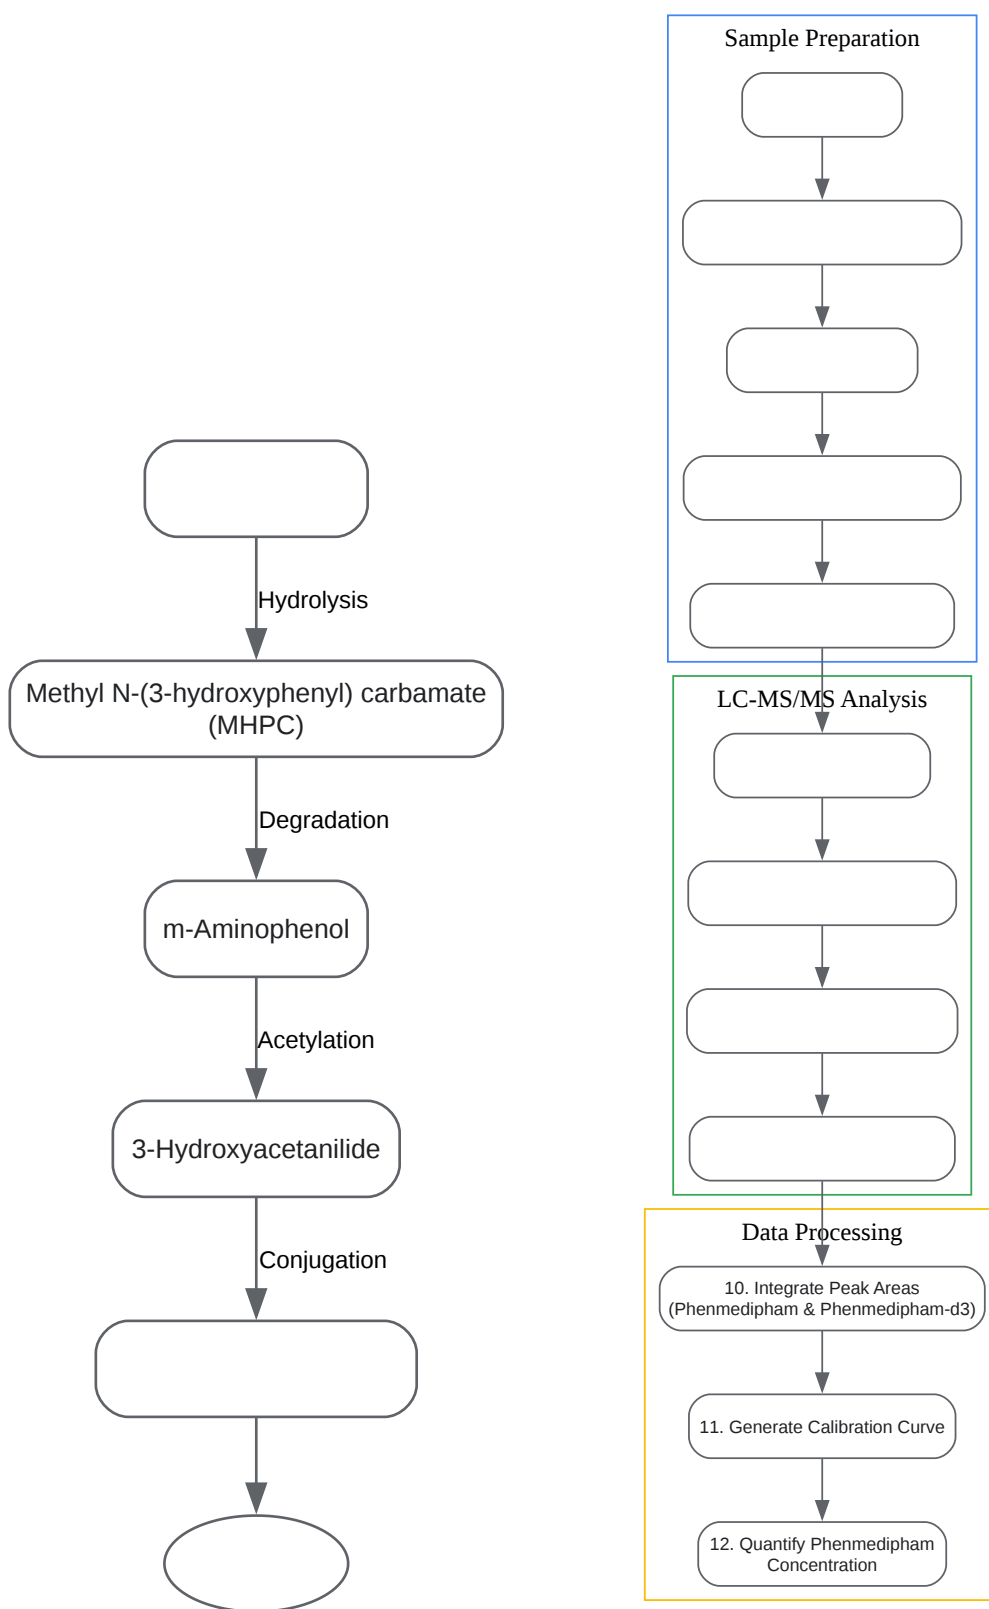 Hydrolysis
Methyl N-(3-hydroxyphenyl) carbamate
(MHPC)
Degradation
m-Aminophenol
Acetylation
3-Hydroxyacetanilide
Conjugation
Sample Preparation
LC-MS/MS Analysis
Data Processing
10. Integrate Peak Areas
(Phenmedipham & Phenmedipham-d3)
11. Generate Calibration Curve
12. Quantify Phenmedipham
Concentration